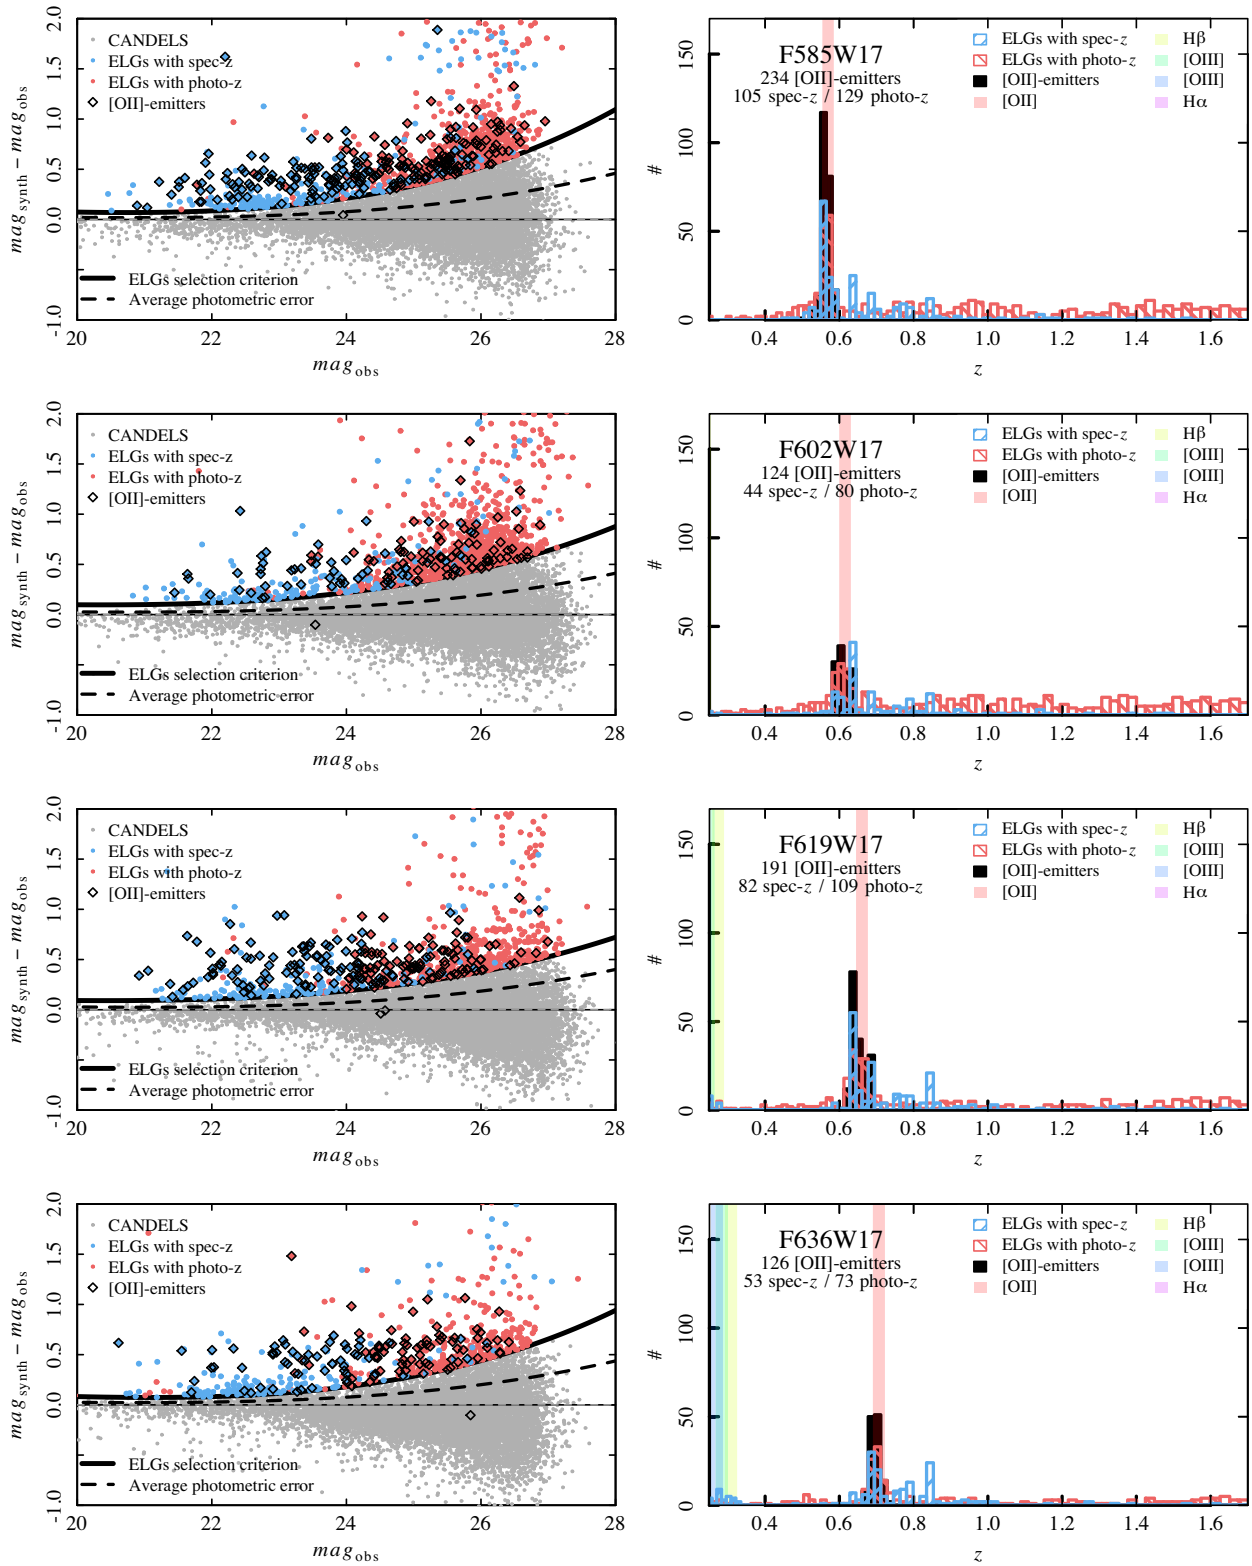 2.0
1.5
1.0
0.5
0.0
-1.0
mag_synth − mag_obs
CANDELS
ELGs with spec-z
ELGs with photo-z
[OII]-emitters
ELGs selection criterion
Average photometric error
20 22 24 26 28
mag_obs
150
100
50
0
#
F585W17
234 [OII]-emitters
105 spec-z / 129 photo-z
ELGs with spec-z
ELGs with photo-z
[OII]-emitters
[OII]
Hβ
[OIII]
[OIII]
Hα
0.4 0.6 0.8 1.0 1.2 1.4 1.6
z
2.0
1.5
1.0
0.5
0.0
-1.0
mag_synth − mag_obs
CANDELS
ELGs with spec-z
ELGs with photo-z
[OII]-emitters
ELGs selection criterion
Average photometric error
20 22 24 26 28
mag_obs
150
100
50
0
#
F602W17
124 [OII]-emitters
44 spec-z / 80 photo-z
ELGs with spec-z
ELGs with photo-z
[OII]-emitters
[OII]
Hβ
[OIII]
[OIII]
Hα
0.4 0.6 0.8 1.0 1.2 1.4 1.6
z
2.0
1.5
1.0
0.5
0.0
-1.0
mag_synth − mag_obs
CANDELS
ELGs with spec-z
ELGs with photo-z
[OII]-emitters
ELGs selection criterion
Average photometric error
20 22 24 26 28
mag_obs
150
100
50
0
#
F619W17
191 [OII]-emitters
82 spec-z / 109 photo-z
ELGs with spec-z
ELGs with photo-z
[OII]-emitters
[OII]
Hβ
[OIII]
[OIII]
Hα
0.4 0.6 0.8 1.0 1.2 1.4 1.6
z
2.0
1.5
1.0
0.5
0.0
-1.0
mag_synth − mag_obs
CANDELS
ELGs with spec-z
ELGs with photo-z
[OII]-emitters
ELGs selection criterion
Average photometric error
20 22 24 26 28
mag_obs
150
100
50
0
#
F636W17
126 [OII]-emitters
53 spec-z / 73 photo-z
ELGs with spec-z
ELGs with photo-z
[OII]-emitters
[OII]
Hβ
[OIII]
[OIII]
Hα
0.4 0.6 0.8 1.0 1.2 1.4 1.6
z